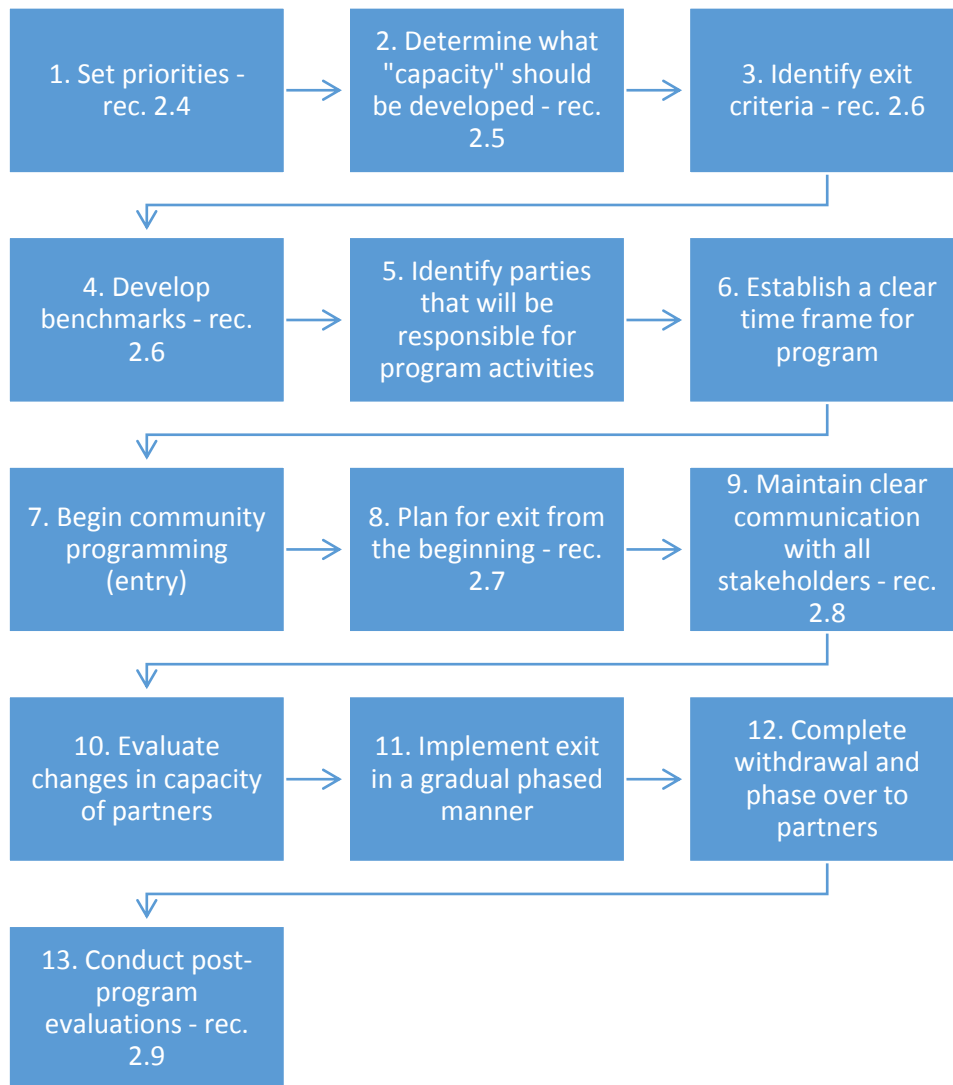 1. Set priorities -
rec. 2.4
2. Determine what
"capacity" should
be developed - rec.
2.5
3. Identify exit
criteria - rec. 2.6
4. Develop
benchmarks - rec.
2.6
5. Identify parties
that will be
responsible for
program activities
6. Establish a clear
time frame for
program
7. Begin community
programming
(entry)
8. Plan for exit from
the beginning - rec.
2.7
9. Maintain clear
communication
with all
stakeholders - rec.
2.8
10. Evaluate
changes in capacity
of partners
11. Implement exit
in a gradual phased
manner
12. Complete
withdrawal and
phase over to
partners
13. Conduct post-
program
evaluations - rec.
2.9